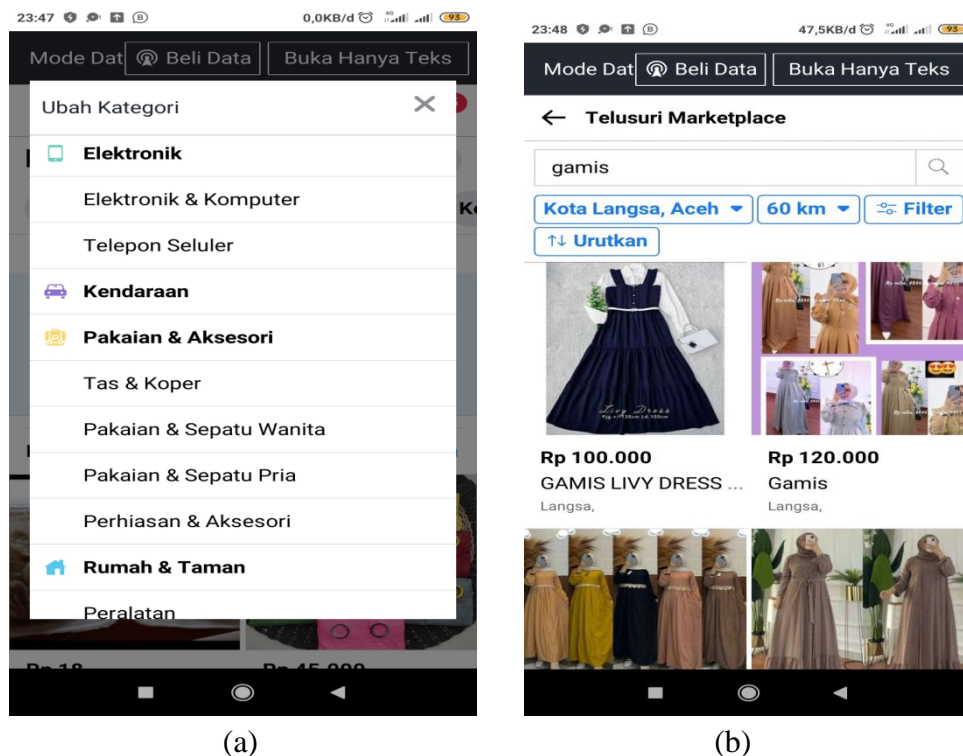 23:47
0,0KB/d
93
Mode Dat
Beli Data
Buka Hanya Teks
Ubah Kategori
Elektronik
Elektronik & Komputer
Telepon Seluler
Kendaraan
Pakaian & Aksesori
Tas & Koper
Pakaian & Sepatu Wanita
Pakaian & Sepatu Pria
Perhiasan & Aksesori
Rumah & Taman
Peralatan
(a)
23:48
47,5KB/d
4G
93
Mode Dat
Beli Data
Buka Hanya Teks
Telusuri Marketplace
gamis
Kota Langsa, Aceh
60 km
Filter
Urutkan
Livy Dress
Rp 100.000
Rp 120.000
GAMIS LIVY DRESS ...
Gamis
Langsa,
Langsa,
(b)